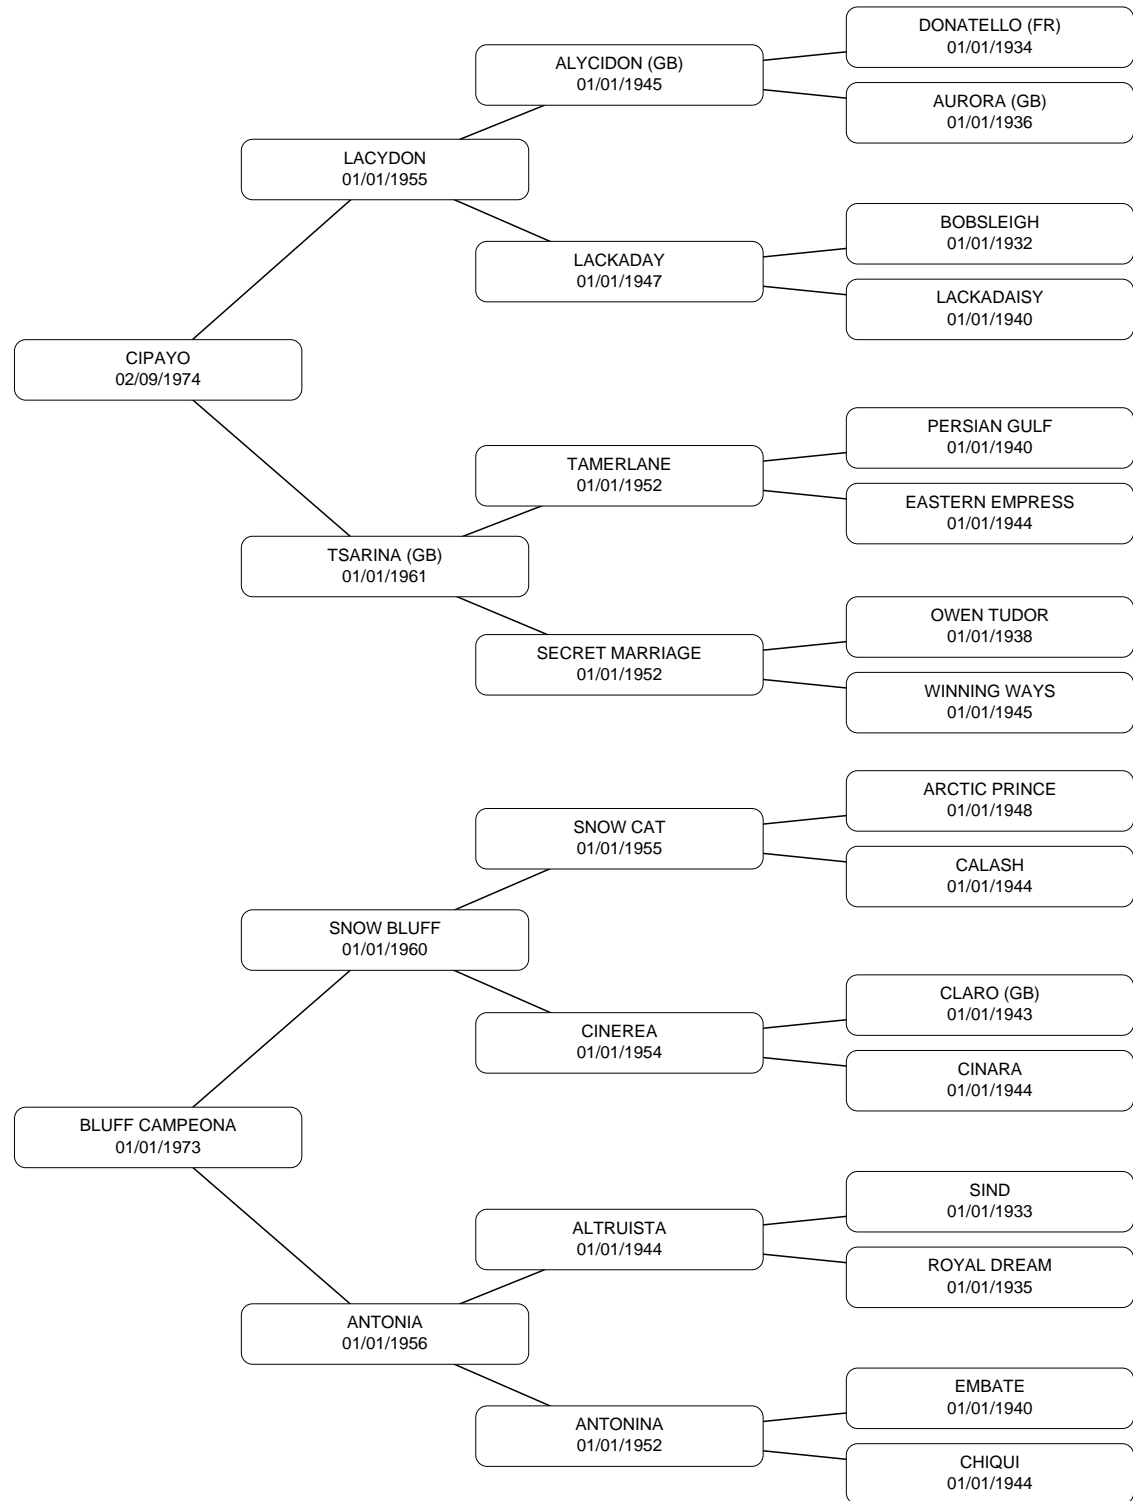 DONATELLO (FR)
01/01/1934
ALYCIDON (GB)
01/01/1945
AURORA (GB)
01/01/1936
LACYDON
01/01/1955
BOBSLEIGH
01/01/1932
LACKADAY
01/01/1947
LACKADAISY
01/01/1940
CIPAYO
02/09/1974
PERSIAN GULF
01/01/1940
TAMERLANE
01/01/1952
EASTERN EMPRESS
01/01/1944
TSARINA (GB)
01/01/1961
OWEN TUDOR
01/01/1938
SECRET MARRIAGE
01/01/1952
WINNING WAYS
01/01/1945
ARCTIC PRINCE
01/01/1948
SNOW CAT
01/01/1955
CALASH
01/01/1944
SNOW BLUFF
01/01/1960
CLARO (GB)
01/01/1943
CINEREA
01/01/1954
CINARA
01/01/1944
BLUFF CAMPEONA
01/01/1973
SIND
01/01/1933
ALTRUISTA
01/01/1944
ROYAL DREAM
01/01/1935
ANTONIA
01/01/1956
EMBATE
01/01/1940
ANTONINA
01/01/1952
CHIQUI
01/01/1944